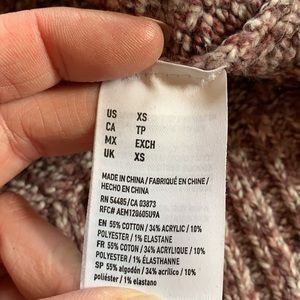 US XS
CA TP
MX EXCH
UK XS
MADE IN CHINA / FABRIQUÉ EN CHINE /
HECHO EN CHINA
RN 54485/CA 03873
RFC# AEM120605U9A
EN 55% COTTON / 34% ACRYLIC / 10%
POLYESTER / 1% ELASTANE
FR 55% COTON / 34% ACRYLIQUE / 10%
POLYESTER / 1% ÉLASTHANNE
SP 55% algodón / 34% acrílico / 10%
poliéster / 1% elastano